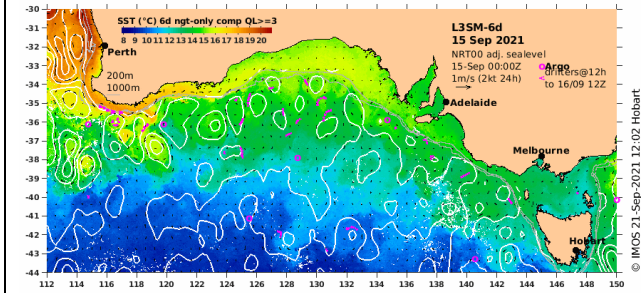 SST (°C) 6d ngt-only comp QL>=3
8 9 10 11 12 13 14 15 16 17 18 19 20
L3SM-6d
15 Sep 2021
NRT00 adj. sealevel
15-Sep 00:00Z
1m/s (2kt 24h)
Argo
drifters@12h
to 16/09 12Z
Perth
200m
1000m
Adelaide
Melbourne
Hobart
-30
-31
-32
-33
-34
-35
-36
-37
-38
-39
-40
-41
-42
-43
-44
112 114 116 118 120 122 124 126 128 130 132 134 136 138 140 142 144 146 148 150
© IMOS 21-Sep-2021 12:02 Hobart